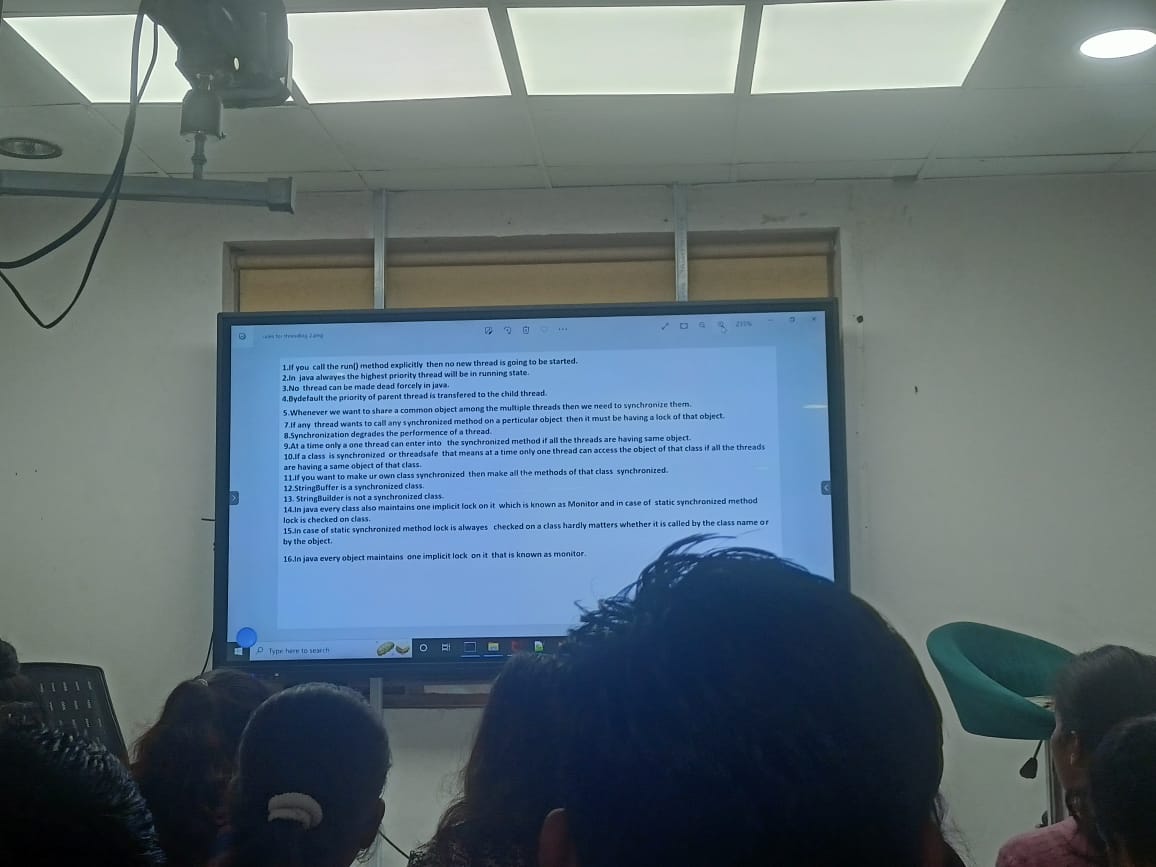 rules for threading 2.png
235%
1.If you call the run() method explicitly then no new thread is going to be started.
2.In java alwayes the highest priority thread will be in running state.
3.No thread can be made dead forcely in java.
4.Bydefault the priority of parent thread is transfered to the child thread.
5.Whenever we want to share a common object among the multiple threads then we need to synchronize them.
7.If any thread wants to call any synchronized method on a perticular object then it must be having a lock of that object.
8.Synchronization degrades the performence of a thread.
9.At a time only a one thread can enter into the synchronized method if all the threads are having same object.
10.If a class is synchronized or threadsafe that means at a time only one thread can access the object of that class if all the threads
are having a same object of that class.
11.If you want to make ur own class synchronized then make all the methods of that class synchronized.
12.StringBuffer is a synchronized class.
13. StringBuilder is not a synchronized class.
14.In java every class also maintains one implicit lock on it which is known as Monitor and in case of static synchronized method
lock is checked on class.
15.In case of static synchronized method lock is alwayes checked on a class hardly matters whether it is called by the class name or
by the object.
16.In java every object maintains one implicit lock on it that is known as monitor.
Type here to search